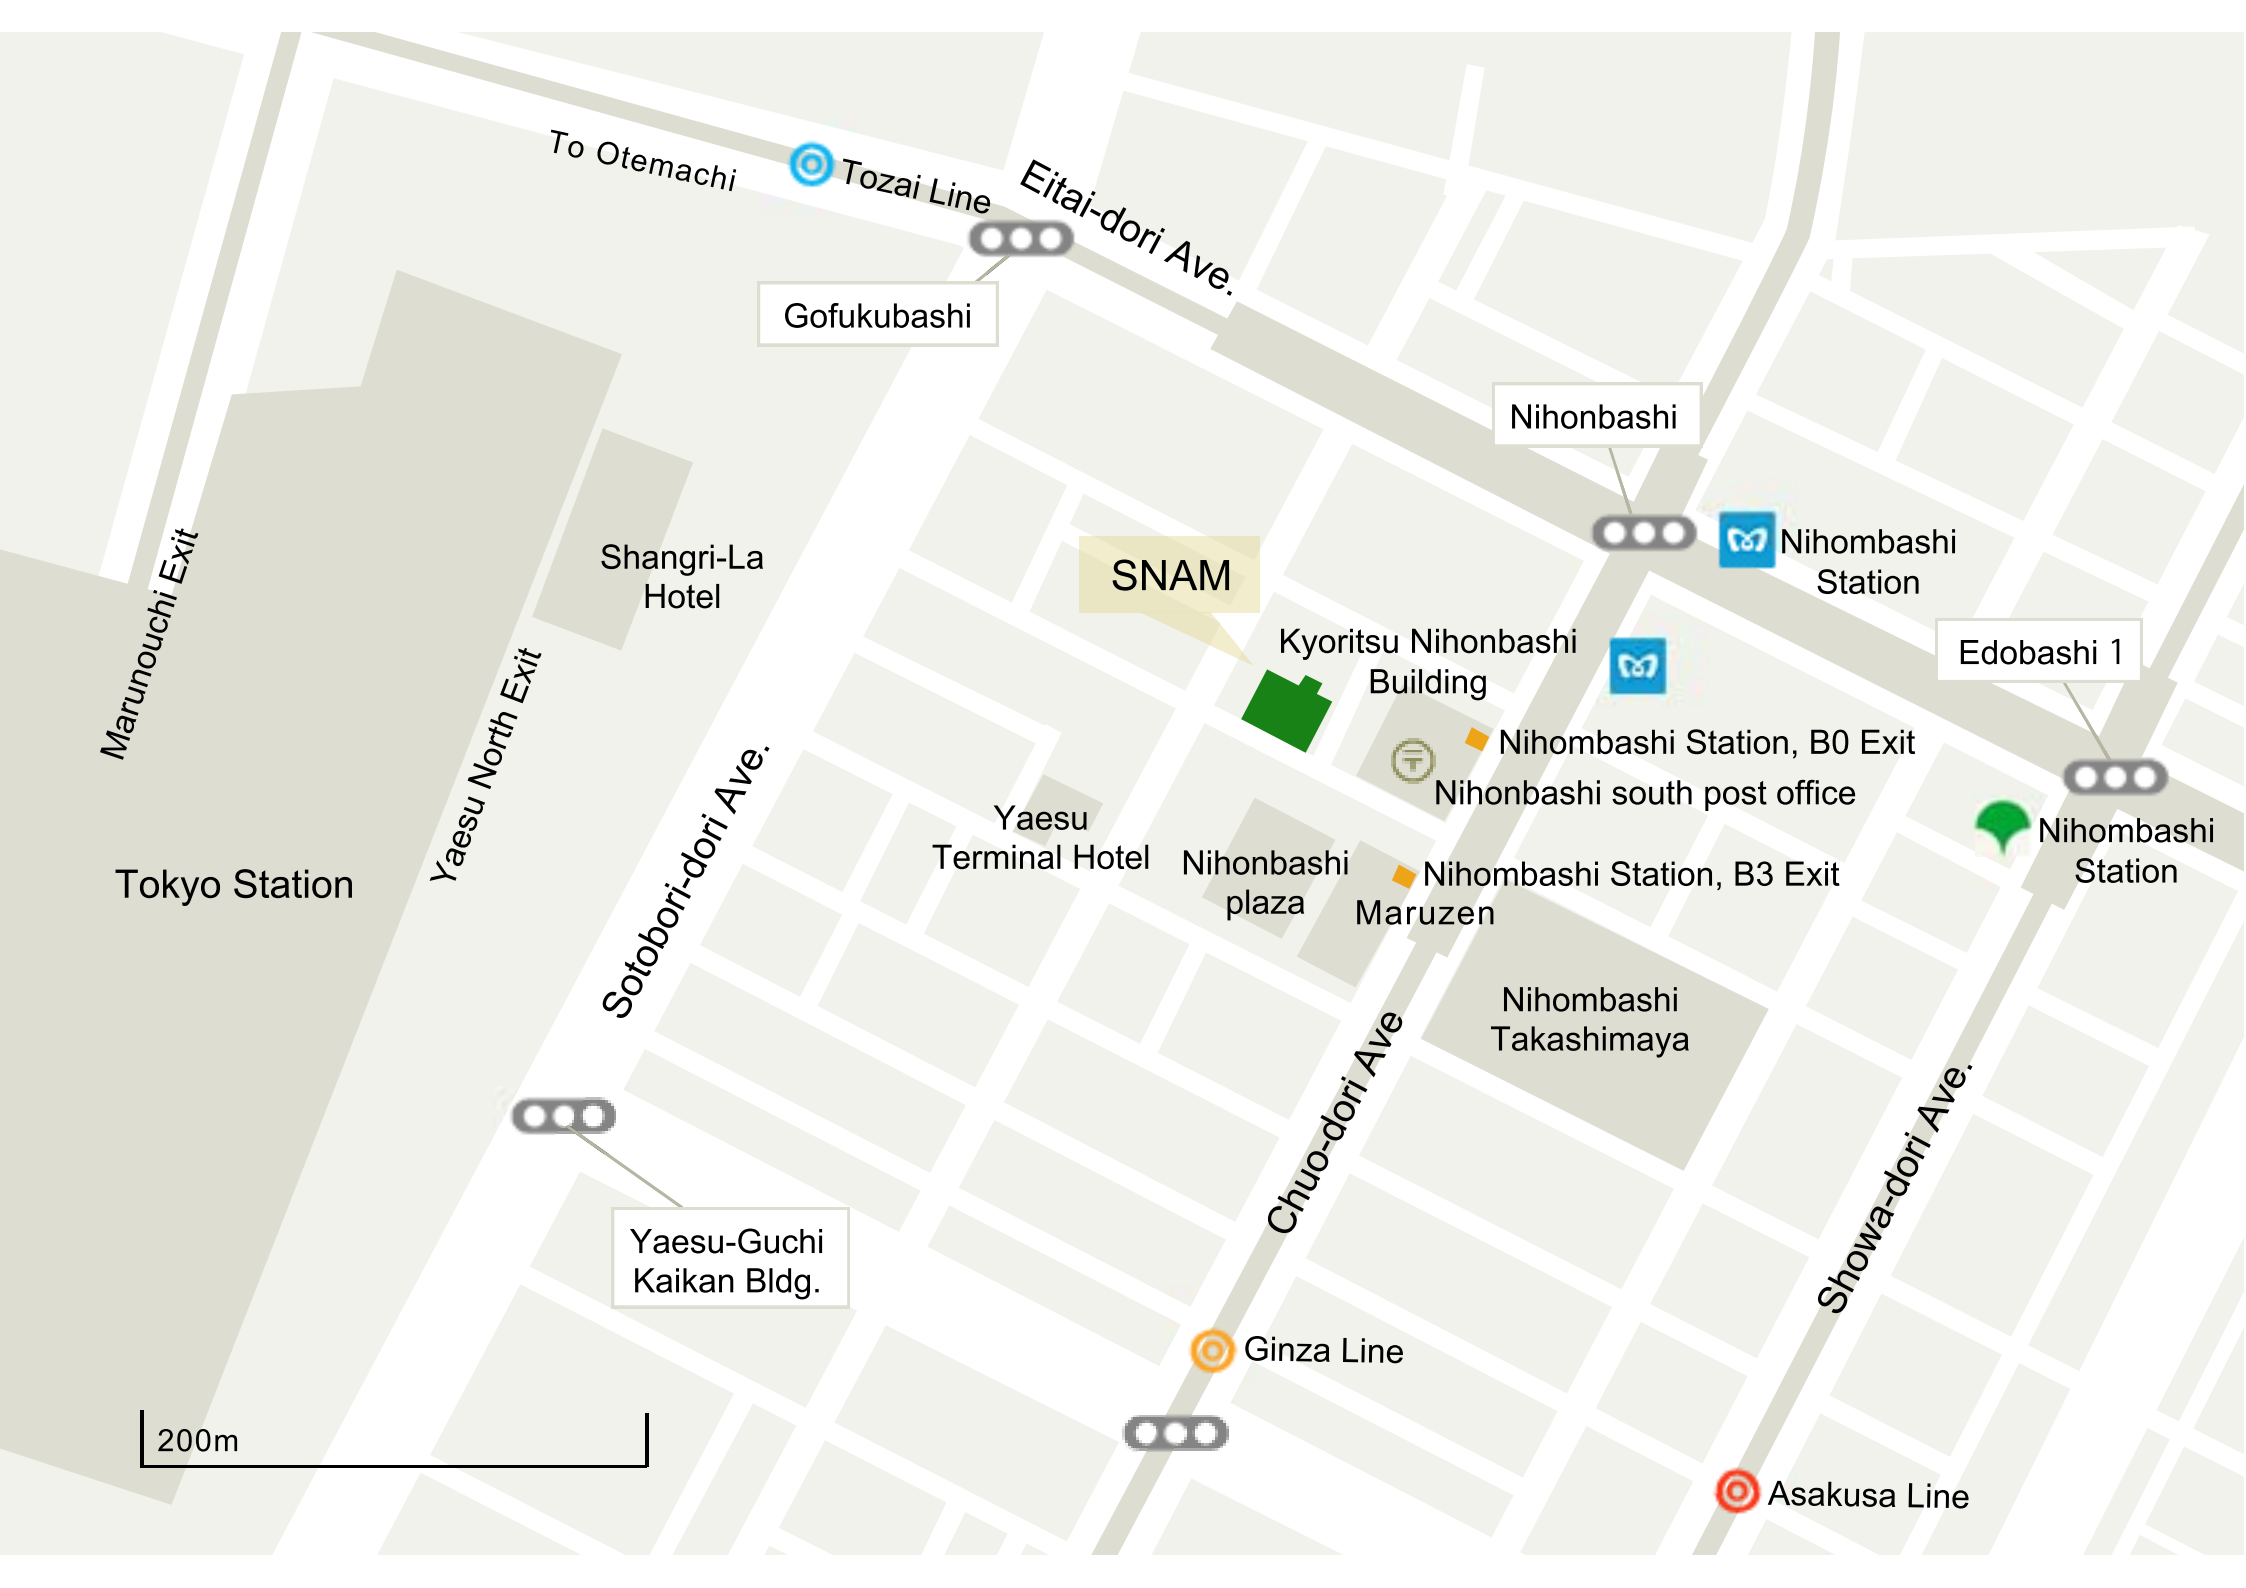 To Otemachi
Tozai Line
Eitai-dori Ave.
Gofukubashi
Nihonbashi
Nihombashi
Station
Shangri-La
Hotel
SNAM
Marunouchi Exit
Yaesu North Exit
Kyoritsu Nihonbashi
Building
Edobashi 1
Nihombashi Station, B0 Exit
〒
Nihonbashi south post office
Sotobori-dori Ave.
Yaesu
Terminal Hotel
Nihonbashi
plaza
Nihombashi Station, B3 Exit
Maruzen
Nihombashi
Station
Tokyo Station
Nihombashi
Takashimaya
Chuo-dori Ave
Showa-dori Ave.
Yaesu-Guchi
Kaikan Bldg.
Ginza Line
200m
Asakusa Line